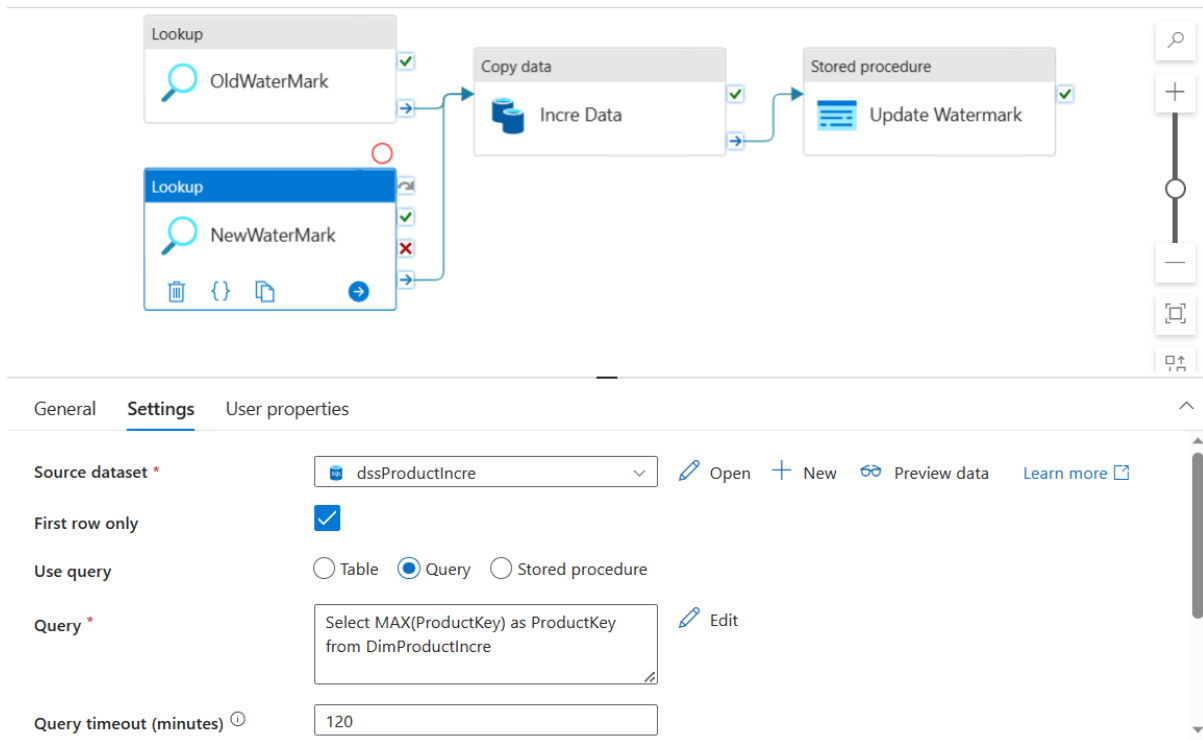 Lookup
OldWaterMark
Copy data
Incre Data
Stored procedure
Update Watermark
Lookup
NewWaterMark
General Settings User properties
Source dataset * SQL dssProductIncre Open New Preview data Learn more
First row only
Use query Table Query Stored procedure
Query * Select MAX(ProductKey) as ProductKey Edit
from DimProductIncre
Query timeout (minutes) 120